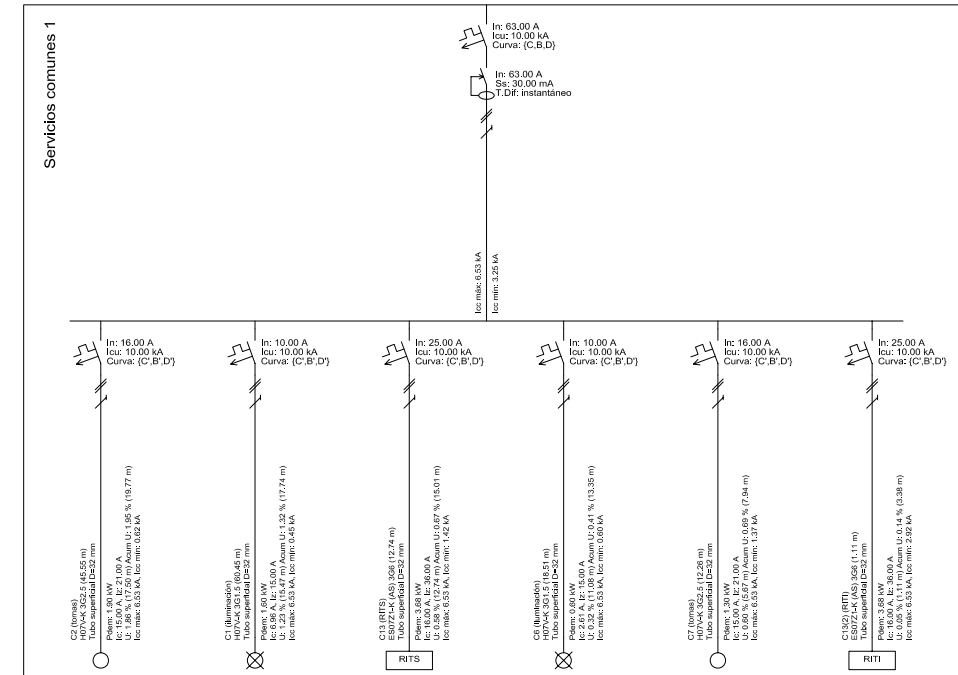 Servicios comunes 1
In: 63,00 A
Icu: 10.00 kA
Curva: {C,B,D}
In: 63.00 A
Ss: 30.00 mA
T.Dif: instantáneo
Icc máx: 6.53 kA
Icc mín: 3.25 kA
In: 16.00 A
Icu: 10.00 kA
Curva: {C',B',D'}
In: 10.00 A
Icu: 10.00 kA
Curva: {C',B',D'}
In: 25.00 A
Icu: 10.00 kA
Curva: {C',B',D'}
In: 10.00 A
Icu: 10.00 kA
Curva: {C',B',D'}
In: 16.00 A
Icu: 10.00 kA
Curva: {C',B',D'}
In: 25.00 A
Icu: 10.00 kA
Curva: {C',B',D'}
C2 (tomas)
H07V-K 3G2.5 (45.55 m)
Tubo superficial D=32 mm
Pdem: 1.90 kW
Ic: 15.00 A, Iz: 21.00 A
U: 1.86 % (17.50 m) Acum U: 1.95 % (19.77 m)
Icc máx: 6.53 kA, Icc mín: 0.62 kA
C1 (iluminación)
H07V-K 3G1.5 (60.45 m)
Tubo superficial D=32 mm
Pdem: 1.60 kW
Ic: 6.96 A, Iz: 15.00 A
U: 1.23 % (15.47 m) Acum U: 1.32 % (17.74 m)
Icc máx: 6.53 kA, Icc mín: 0.45 kA
C13 (RITS)
ES07Z1-K (AS) 3G6 (12.74 m)
Tubo superficial D=32 mm
Pdem: 3.68 kW
Ic: 16.00 A, Iz: 36.00 A
U: 0.58 % (12.74 m) Acum U: 0.67 % (15.01 m)
Icc máx: 6.53 kA, Icc mín: 1.42 kA
C6 (iluminación)
H07V-K 3G1.5 (18.51 m)
Tubo superficial D=32 mm
Pdem: 0.60 kW
Ic: 2.61 A, Iz: 15.00 A
U: 0.32 % (11.08 m) Acum U: 0.41 % (13.35 m)
Icc máx: 6.53 kA, Icc mín: 0.60 kA
C7 (tomas)
H07V-K 3G2.5 (12.26 m)
Tubo superficial D=32 mm
Pdem: 1.30 kW
Ic: 15.00 A, Iz: 21.00 A
U: 0.60 % (5.67 m) Acum U: 0.69 % (7.94 m)
Icc máx: 6.53 kA, Icc mín: 1.37 kA
C13(2) (RITI)
ES07Z1-K (AS) 3G6 (1.11 m)
Tubo superficial D=32 mm
Pdem: 3.68 kW
Ic: 16.00 A, Iz: 36.00 A
U: 0.05 % (1.11 m) Acum U: 0.14 % (3.38 m)
Icc máx: 6.53 kA, Icc mín: 2.92 kA
RITS
RITI